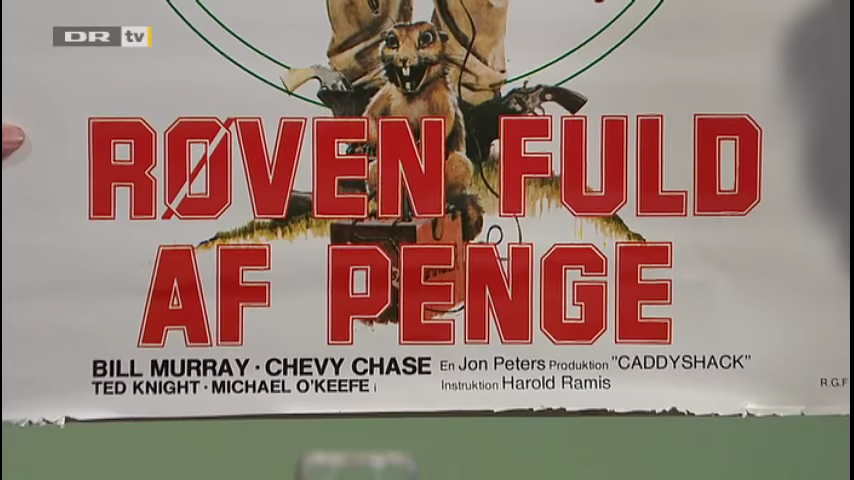 DR tv
RØVEN FULD
AF PENGE
BILL MURRAY · CHEVY CHASE En Jon Peters Produktion "CADDYSHACK"
TED KNIGHT · MICHAEL O'KEEFE i Instruktion Harold Ramis
R.G.F